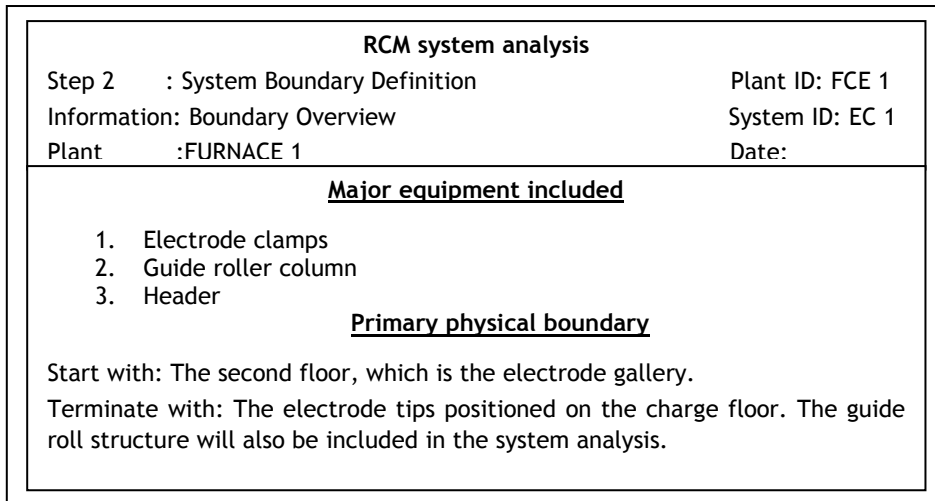 RCM system analysis
Step 2 : System Boundary Definition Plant ID: FCE 1
Information: Boundary Overview System ID: EC 1
Plant :FURNACE 1 Date:
Major equipment included
1. Electrode clamps
2. Guide roller column
3. Header
Primary physical boundary
Start with: The second floor, which is the electrode gallery.
Terminate with: The electrode tips positioned on the charge floor. The guide
roll structure will also be included in the system analysis.